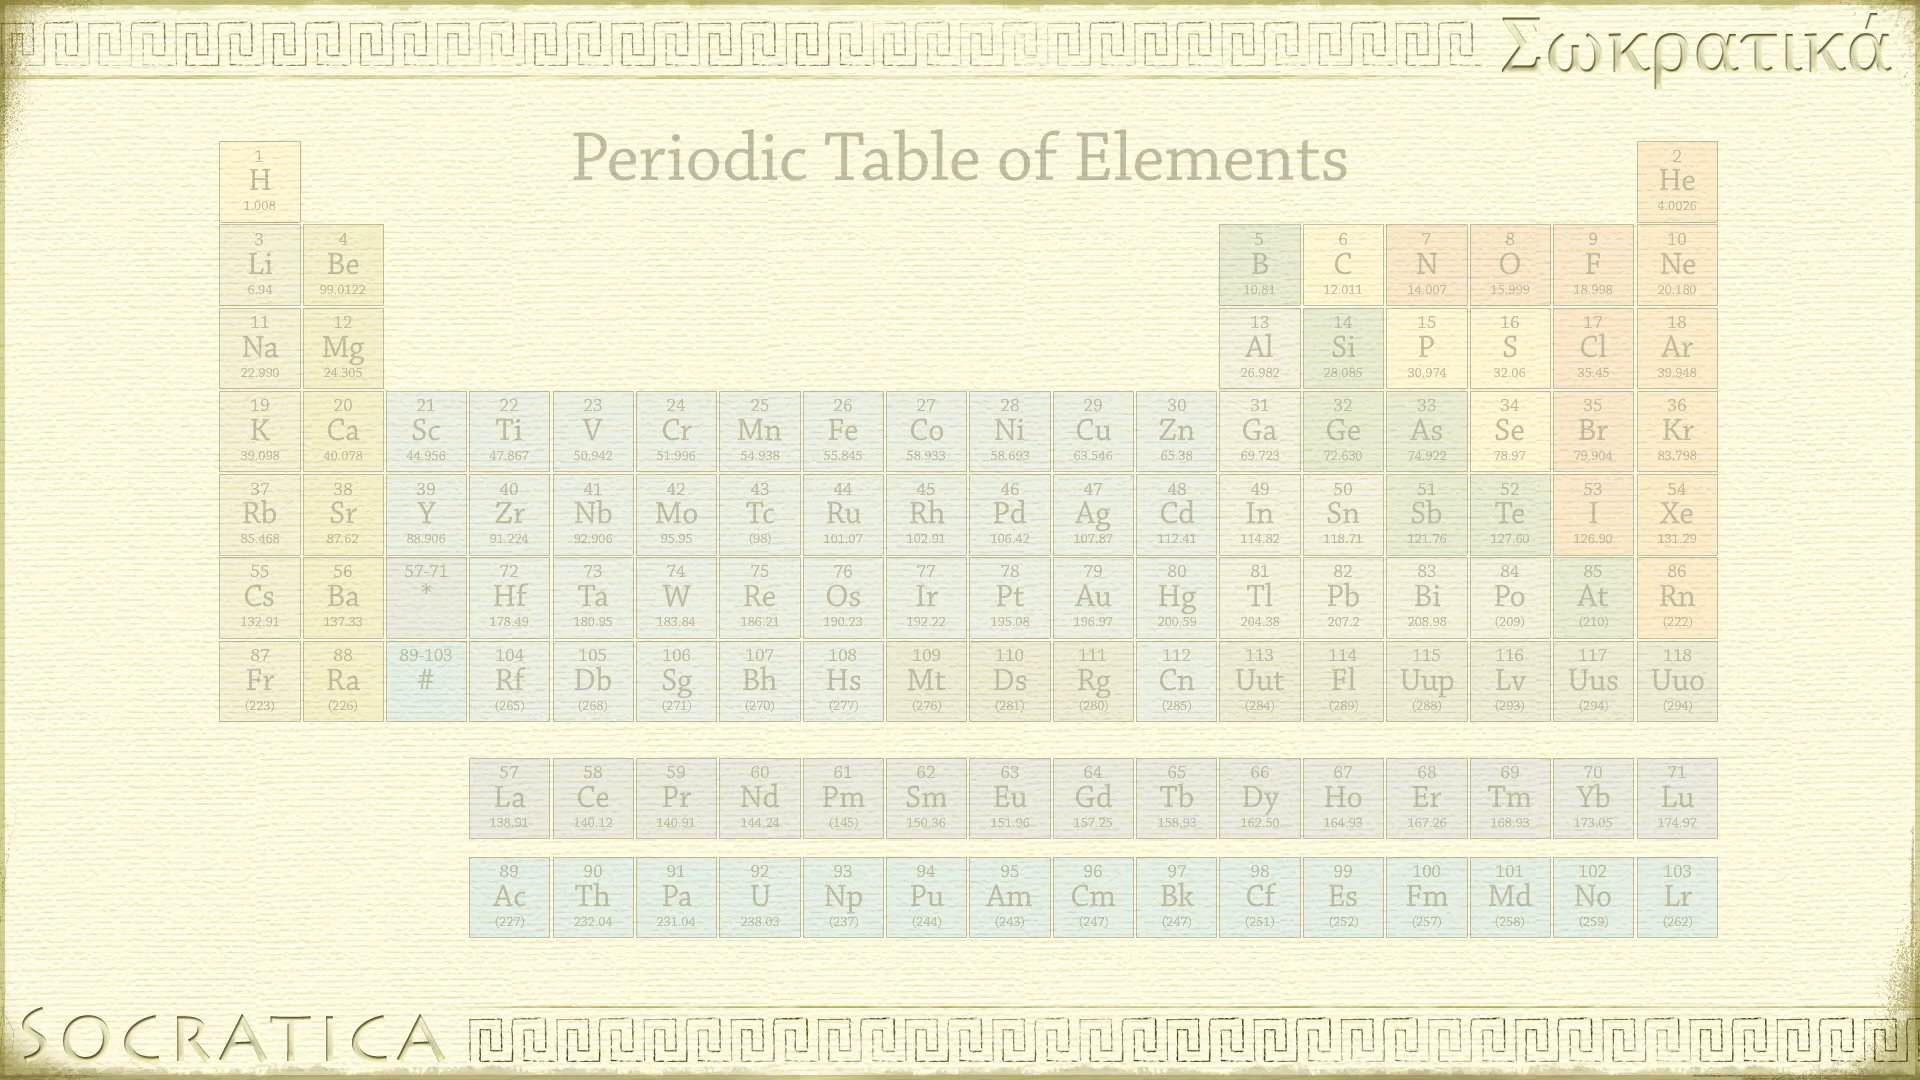 Σωκρατικά
Periodic Table of Elements
1 2
H He
1.008 4.0026
3 4 5 6 7 8 9 10
Li Be B C N O F Ne
6.94 99.0122 10.81 12.011 14.007 15.999 18.998 20.180
11 12 13 14 15 16 17 18
Na Mg Al Si P S Cl Ar
22.990 24.305 26.982 28.085 30.974 32.06 35.45 39.948
19 20 21 22 23 24 25 26 27 28 29 30 31 32 33 34 35 36
K Ca Sc Ti V Cr Mn Fe Co Ni Cu Zn Ga Ge As Se Br Kr
39.098 40.078 44.956 47.867 50.942 51.996 54.938 55.845 58.933 58.693 63.546 65.38 69.723 72.630 74.922 78.97 79.904 83.798
37 38 39 40 41 42 43 44 45 46 47 48 49 50 51 52 53 54
Rb Sr Y Zr Nb Mo Tc Ru Rh Pd Ag Cd In Sn Sb Te I Xe
85.468 87.62 88.906 91.224 92.906 95.95 (98) 101.07 102.91 106.42 107.87 112.41 114.82 118.71 121.76 127.60 126.90 131.29
55 56 57-71 72 73 74 75 76 77 78 79 80 81 82 83 84 85 86
Cs Ba * Hf Ta W Re Os Ir Pt Au Hg Tl Pb Bi Po At Rn
132.91 137.33 178.49 180.95 183.84 186.21 190.23 192.22 195.08 196.97 200.59 204.38 207.2 208.98 (209) (210) (222)
87 88 89-103 104 105 106 107 108 109 110 111 112 113 114 115 116 117 118
Fr Ra # Rf Db Sg Bh Hs Mt Ds Rg Cn Uut Fl Uup Lv Uus Uuo
(223) (226) (265) (268) (271) (270) (277) (276) (281) (280) (285) (284) (289) (288) (293) (294) (294)
57 58 59 60 61 62 63 64 65 66 67 68 69 70 71
La Ce Pr Nd Pm Sm Eu Gd Tb Dy Ho Er Tm Yb Lu
138.91 140.12 140.91 144.24 (145) 150.36 151.96 157.25 158.93 162.50 164.93 167.26 168.93 173.05 174.97
89 90 91 92 93 94 95 96 97 98 99 100 101 102 103
Ac Th Pa U Np Pu Am Cm Bk Cf Es Fm Md No Lr
(227) 232.04 231.04 238.03 (237) (244) (243) (247) (247) (251) (252) (257) (258) (259) (262)
SOCRATICA